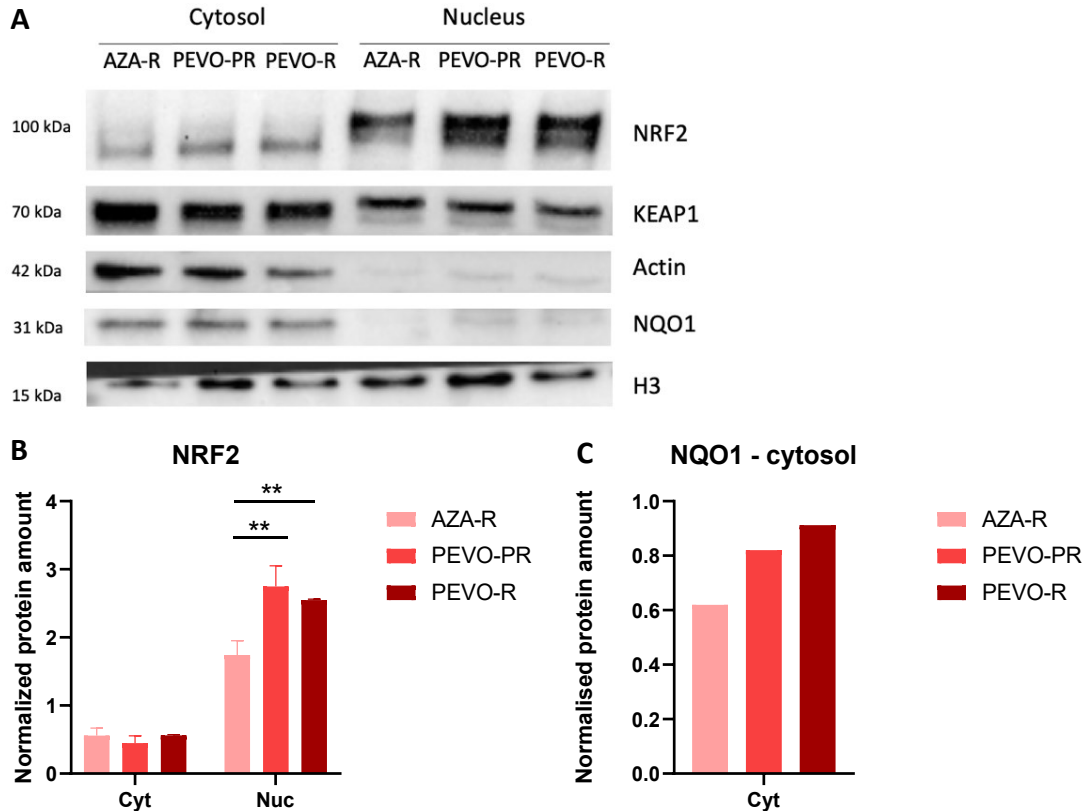 A
Cytosol Nucleus
AZA-R PEVO-PR PEVO-R AZA-R PEVO-PR PEVO-R
100 kDa NRF2
70 kDa KEAP1
42 kDa Actin
31 kDa NQO1
15 kDa H3
B
NRF2
Normalized protein amount
4
3
2
1
0
**
**
Cyt Nuc
AZA-R
PEVO-PR
PEVO-R
C
NQO1 - cytosol
Normalised protein amount
1.0
0.8
0.6
0.4
0.2
0.0
Cyt
AZA-R
PEVO-PR
PEVO-R